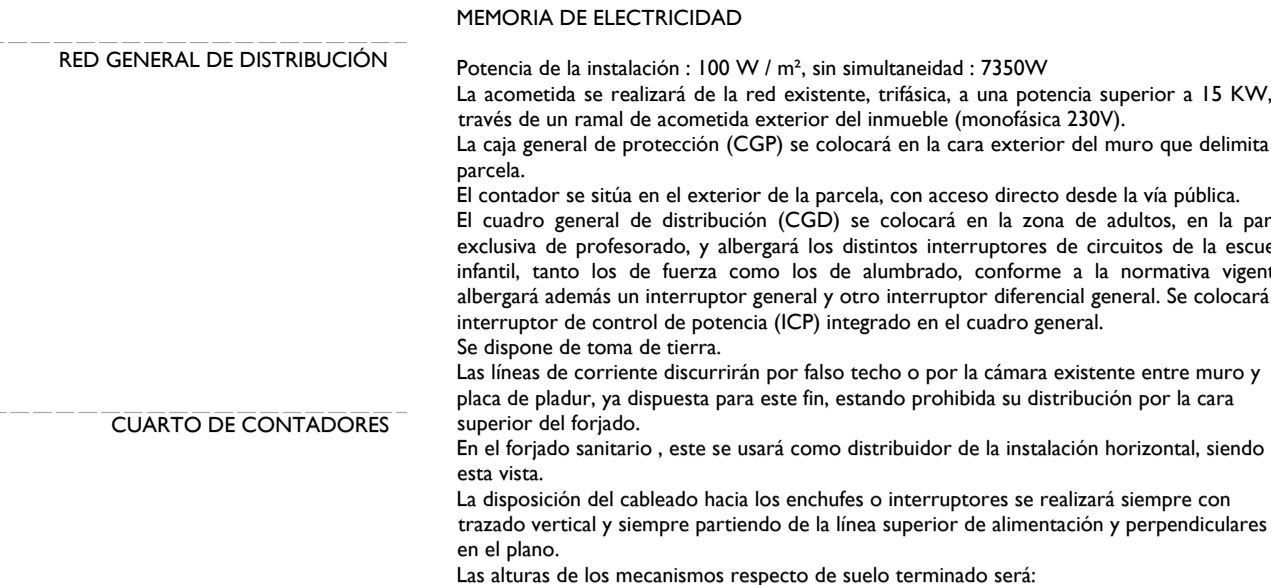 MEMORIA DE ELECTRICIDAD
RED GENERAL DE DISTRIBUCIÓN
Potencia de la instalación : 100 W / m², sin simultaneidad : 7350W
La acometida se realizará de la red existente, trifásica, a una potencia superior a 15 KW,
través de un ramal de acometida exterior del inmueble (monofásica 230V).
La caja general de protección (CGP) se colocará en la cara exterior del muro que delimita
parcela.
El contador se sitúa en el exterior de la parcela, con acceso directo desde la vía pública.
El cuadro general de distribución (CGD) se colocará en la zona de adultos, en la
exclusiva de profesorado, y albergará los distintos interruptores de circuitos de la
infantil, tanto los de fuerza como los de alumbrado, conforme a la normativa
albergará además un interruptor general y otro interruptor diferencial general. Se colocará
interruptor de control de potencia (ICP) integrado en el cuadro general.
Se dispone de toma de tierra.
Las líneas de corriente discurrirán por falso techo o por la cámara existente entre muro y
placa de pladur, ya dispuesta para este fin, estando prohibida su distribución por la cara
superior del forjado.
CUARTO DE CONTADORES
En el forjado sanitario , este se usará como distribuidor de la instalación horizontal, siendo
esta vista.
La disposición del cableado hacia los enchufes o interruptores se realizará siempre con
trazado vertical y siempre partiendo de la línea superior de alimentación y perpendiculares
en el plano.
Las alturas de los mecanismos respecto de suelo terminado será: